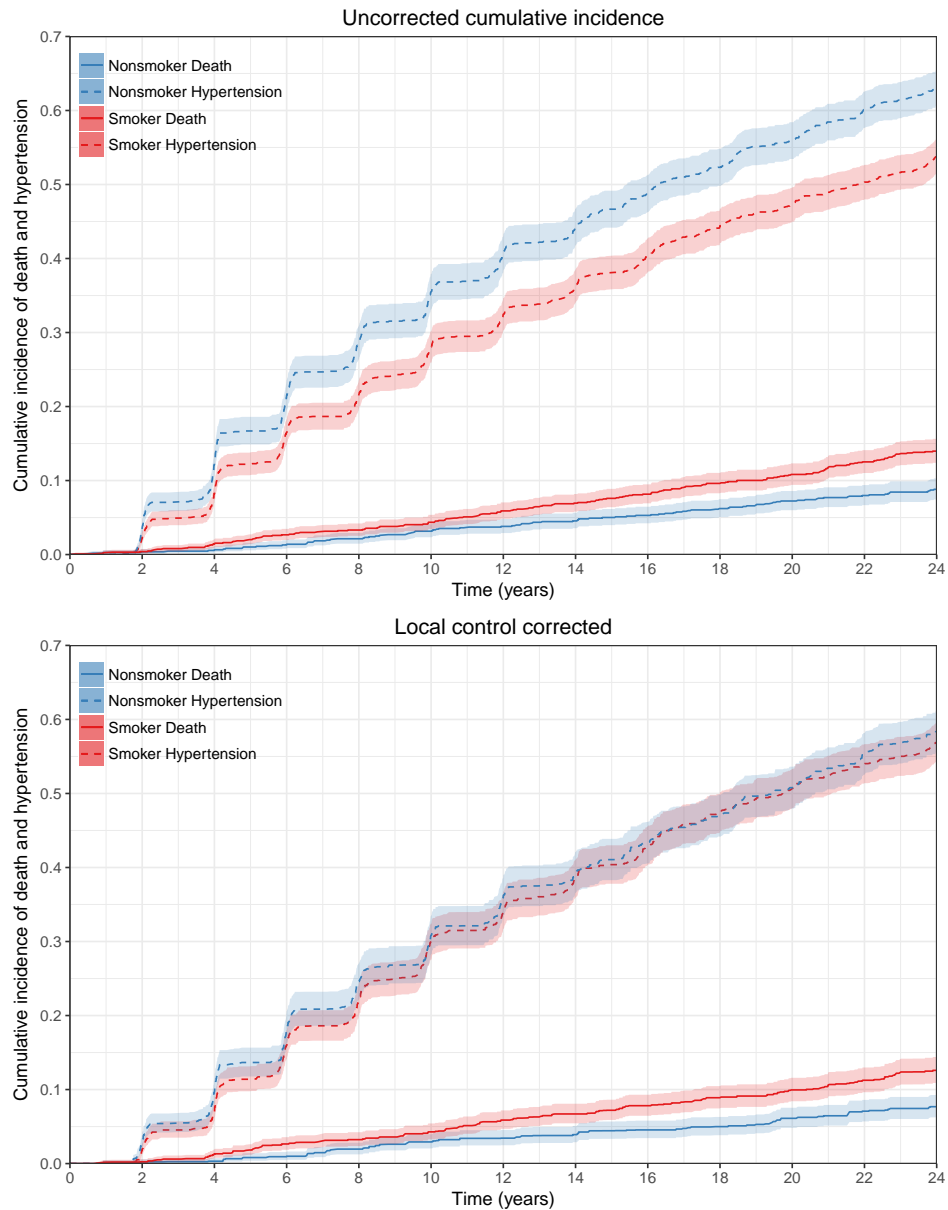 Uncorrected cumulative incidence
Cumulative incidence of death and hypertension
0.7
0.6
0.5
0.4
0.3
0.2
0.1
0.0
Nonsmoker Death
Nonsmoker Hypertension
Smoker Death
Smoker Hypertension
0 2 4 6 8 10 12 14 16 18 20 22 24
Time (years)
Local control corrected
Cumulative incidence of death and hypertension
0.7
0.6
0.5
0.4
0.3
0.2
0.1
0.0
Nonsmoker Death
Nonsmoker Hypertension
Smoker Death
Smoker Hypertension
0 2 4 6 8 10 12 14 16 18 20 22 24
Time (years)